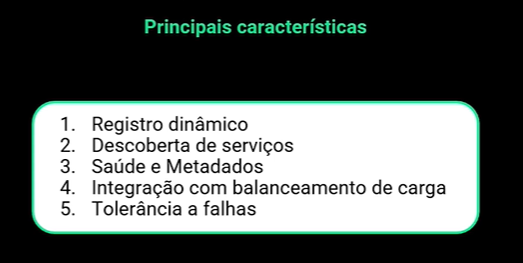 Principais características
1. Registro dinâmico
2. Descoberta de serviços
3. Saúde e Metadados
4. Integração com balanceamento de carga
5. Tolerância a falhas